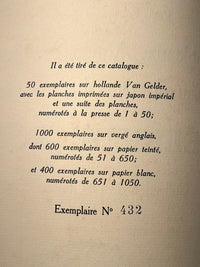 Il a été tiré de ce catalogue :
50 exemplaires sur hollande Van Gelder,
avec les planches imprimées sur japon impérial
et une suite des planches,
numérotés à la presse de 1 à 50;
1000 exemplaires sur vergé anglais,
dont 600 exemplaires sur papier teinté,
numérotés de 51 à 650;
et 400 exemplaires sur papier blanc,
numérotés de 651 à 1050.
Exemplaire No 432